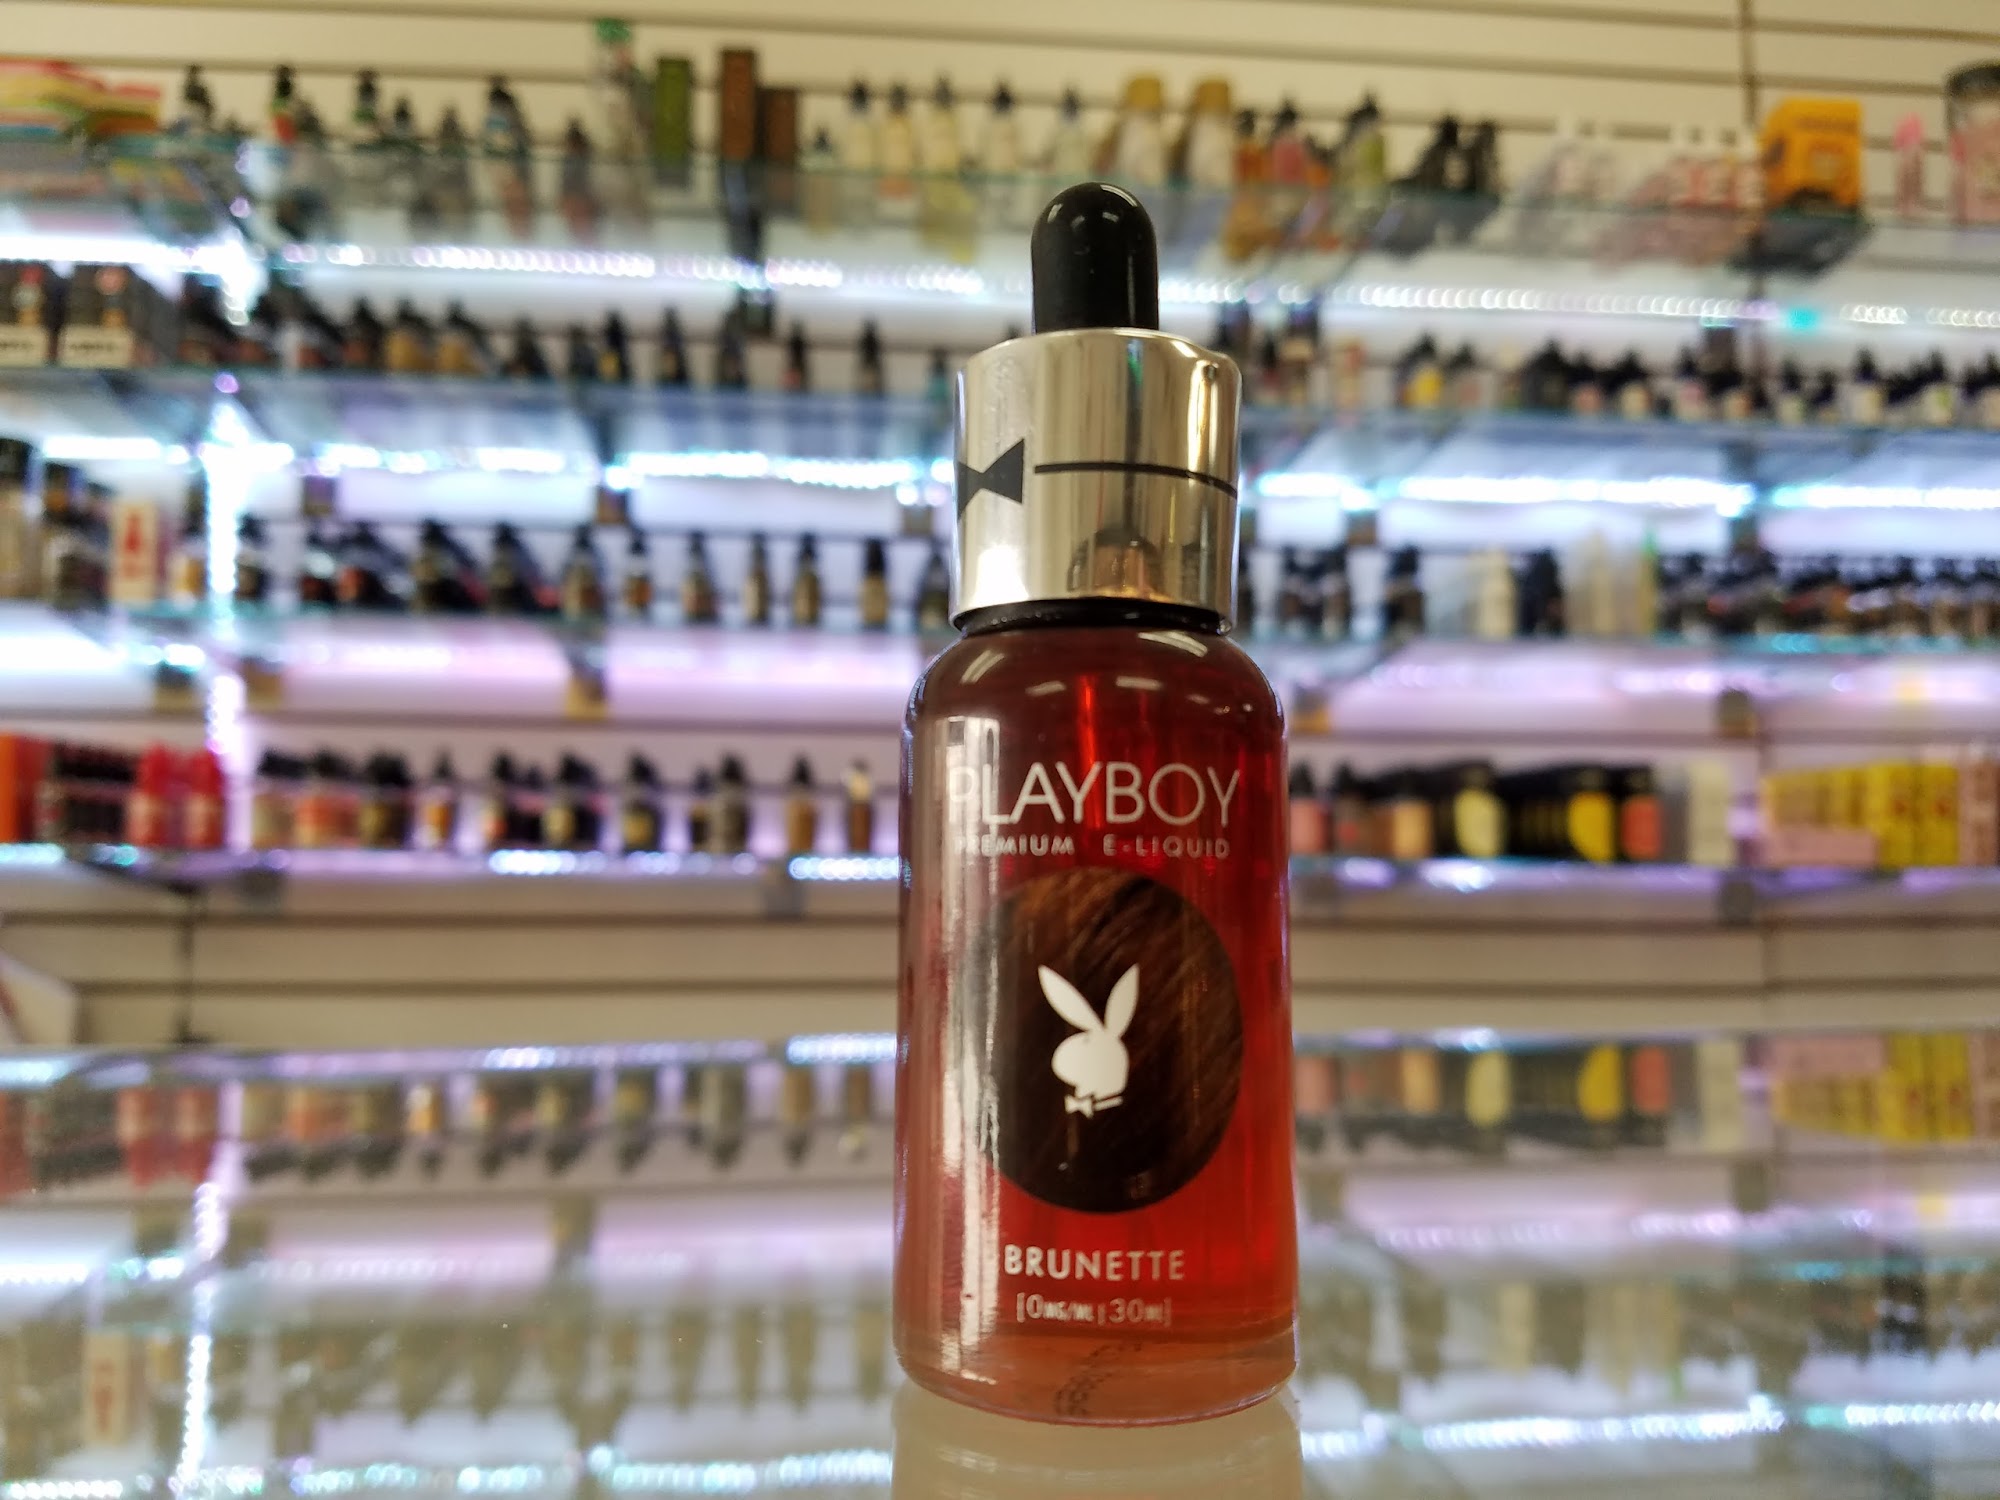 PLAYBOY
PREMIUM E-LIQUID
BRUNETTE
[0MG/ML|30ML]